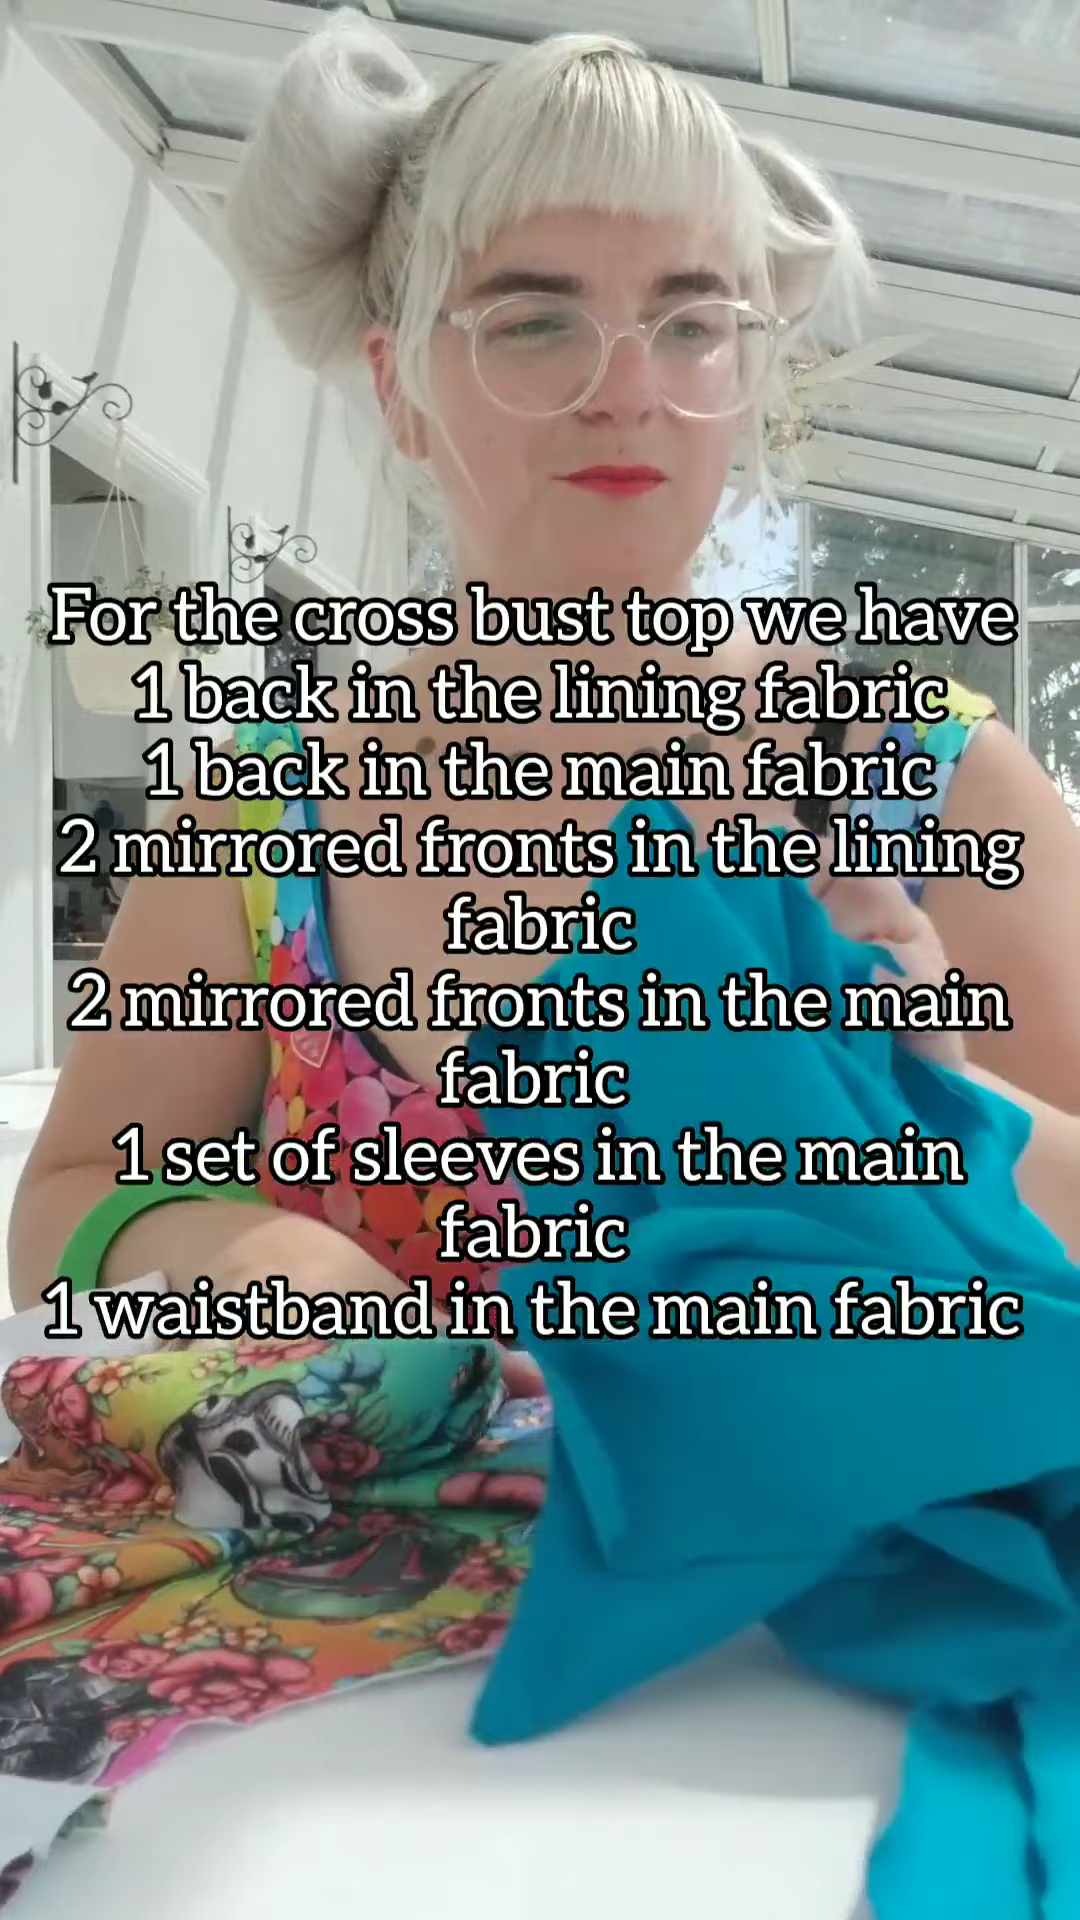 For the cross bust top we have
1 back in the lining fabric
1 back in the main fabric
2 mirrored fronts in the lining
fabric
2 mirrored fronts in the main
fabric
1 set of sleeves in the main
fabric
1 waistband in the main fabric